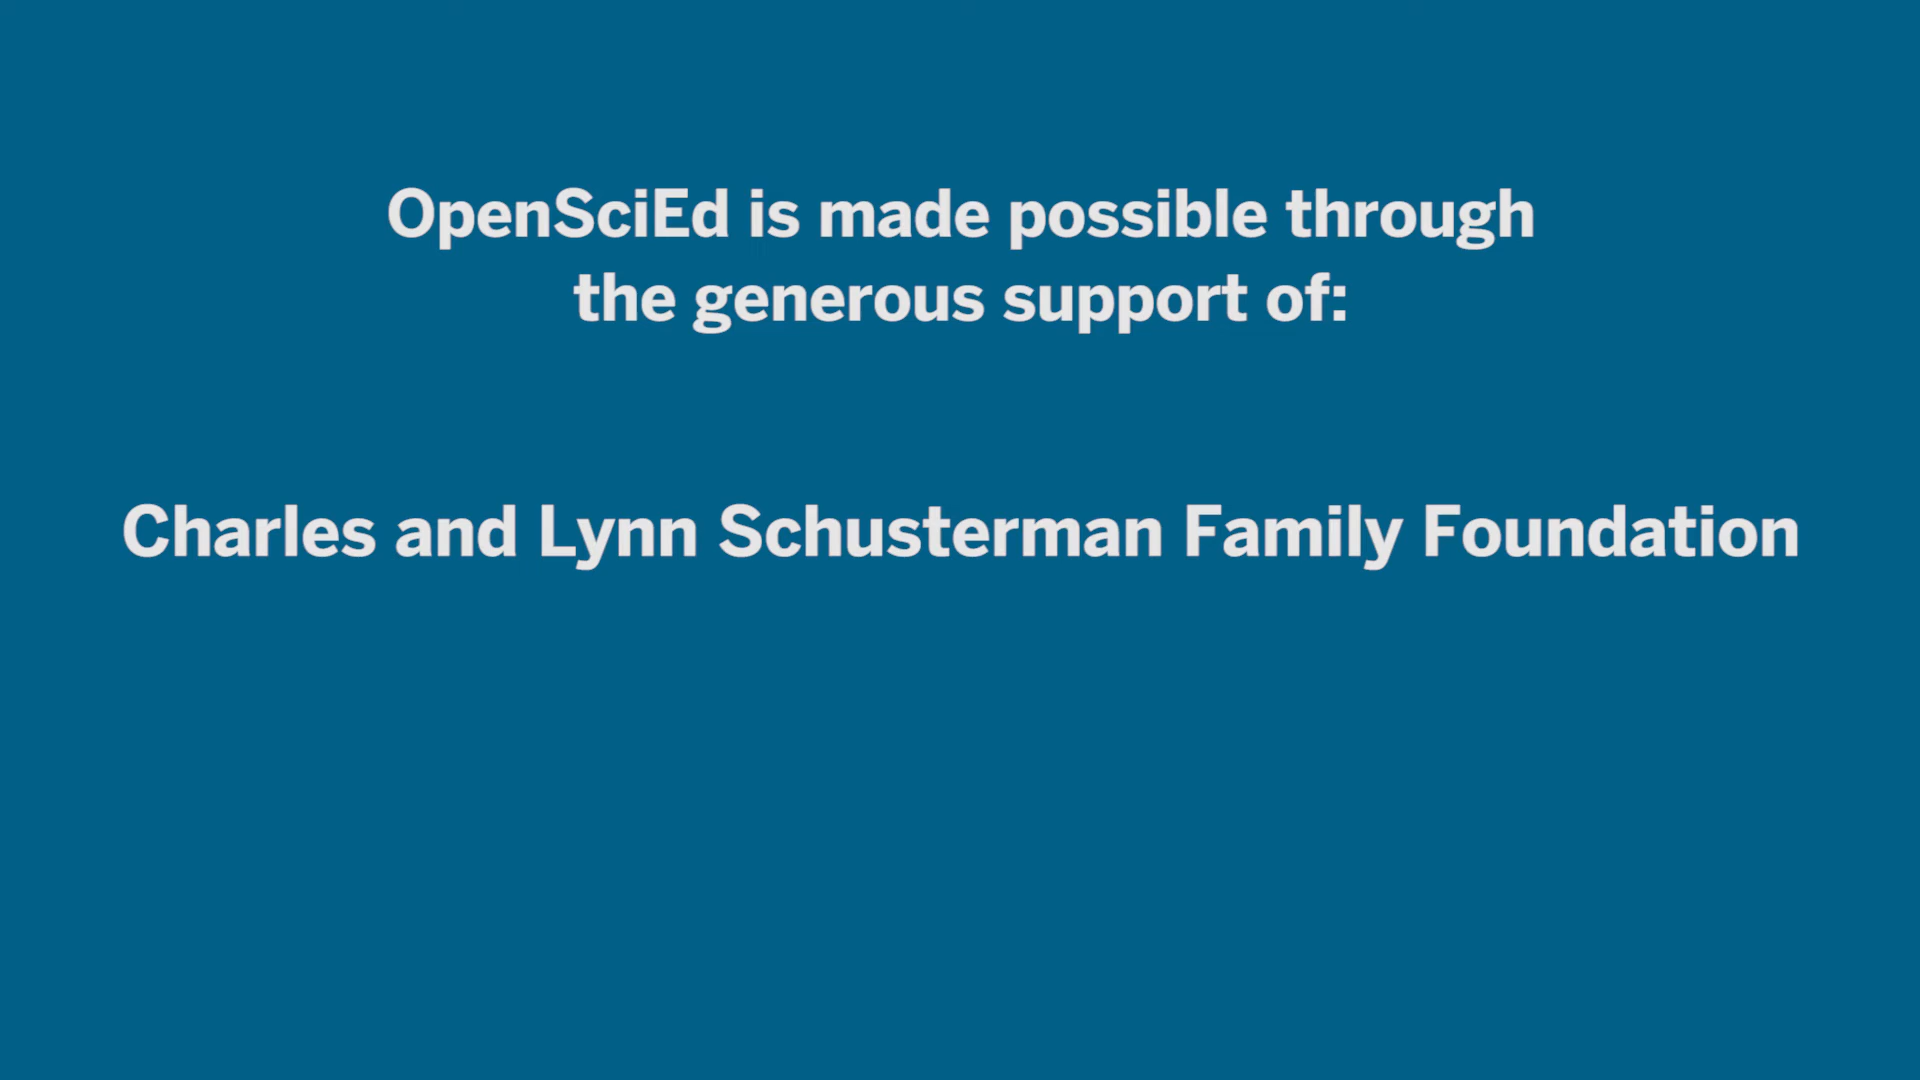 OpenSciEd is made possible through
the generous support of:
Charles and Lynn Schusterman Family Foundation